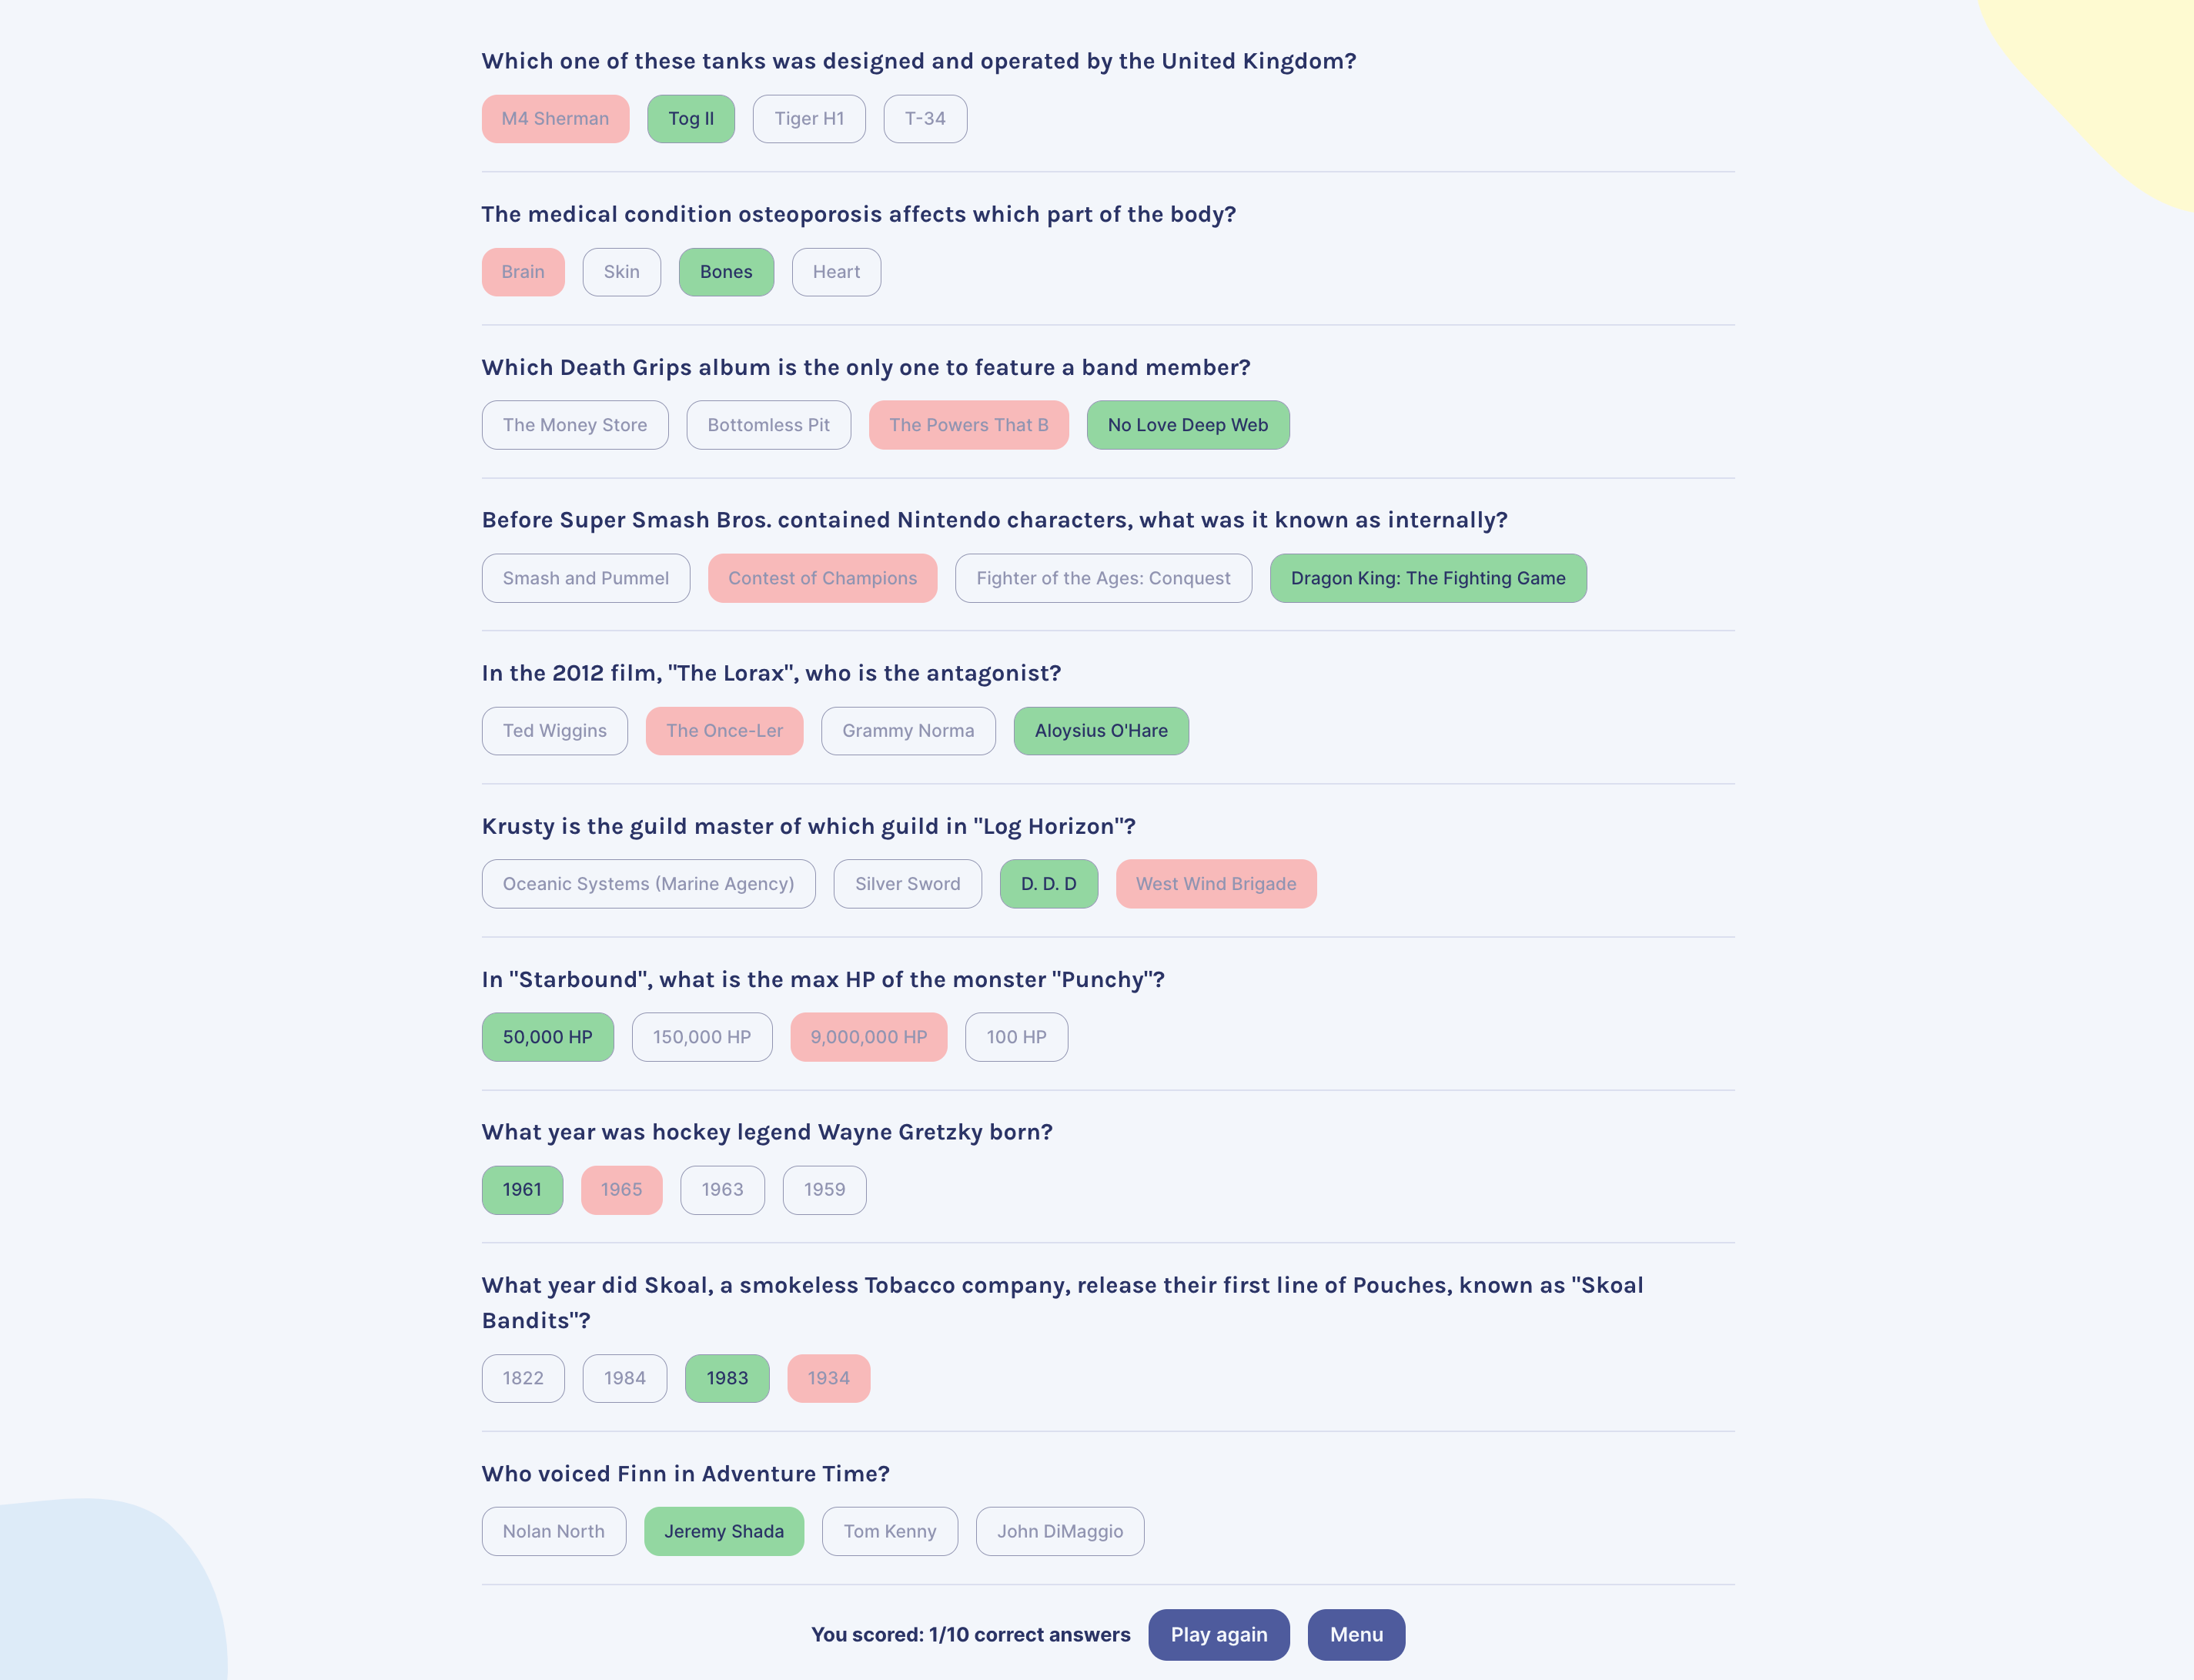 Which one of these tanks was designed and operated by the United Kingdom?
M4 Sherman Tog II Tiger H1 T-34
The medical condition osteoporosis affects which part of the body?
Brain Skin Bones Heart
Which Death Grips album is the only one to feature a band member?
The Money Store Bottomless Pit The Powers That B No Love Deep Web
Before Super Smash Bros. contained Nintendo characters, what was it known as internally?
Smash and Pummel Contest of Champions Fighter of the Ages: Conquest Dragon King: The Fighting Game
In the 2012 film, "The Lorax", who is the antagonist?
Ted Wiggins The Once-Ler Grammy Norma Aloysius O'Hare
Krusty is the guild master of which guild in "Log Horizon"?
Oceanic Systems (Marine Agency) Silver Sword D. D. D West Wind Brigade
In "Starbound", what is the max HP of the monster "Punchy"?
50,000 HP 150,000 HP 9,000,000 HP 100 HP
What year was hockey legend Wayne Gretzky born?
1961 1965 1963 1959
What year did Skoal, a smokeless Tobacco company, release their first line of Pouches, known as "Skoal
Bandits"?
1822 1984 1983 1934
Who voiced Finn in Adventure Time?
Nolan North Jeremy Shada Tom Kenny John DiMaggio
You scored: 1/10 correct answers Play again Menu